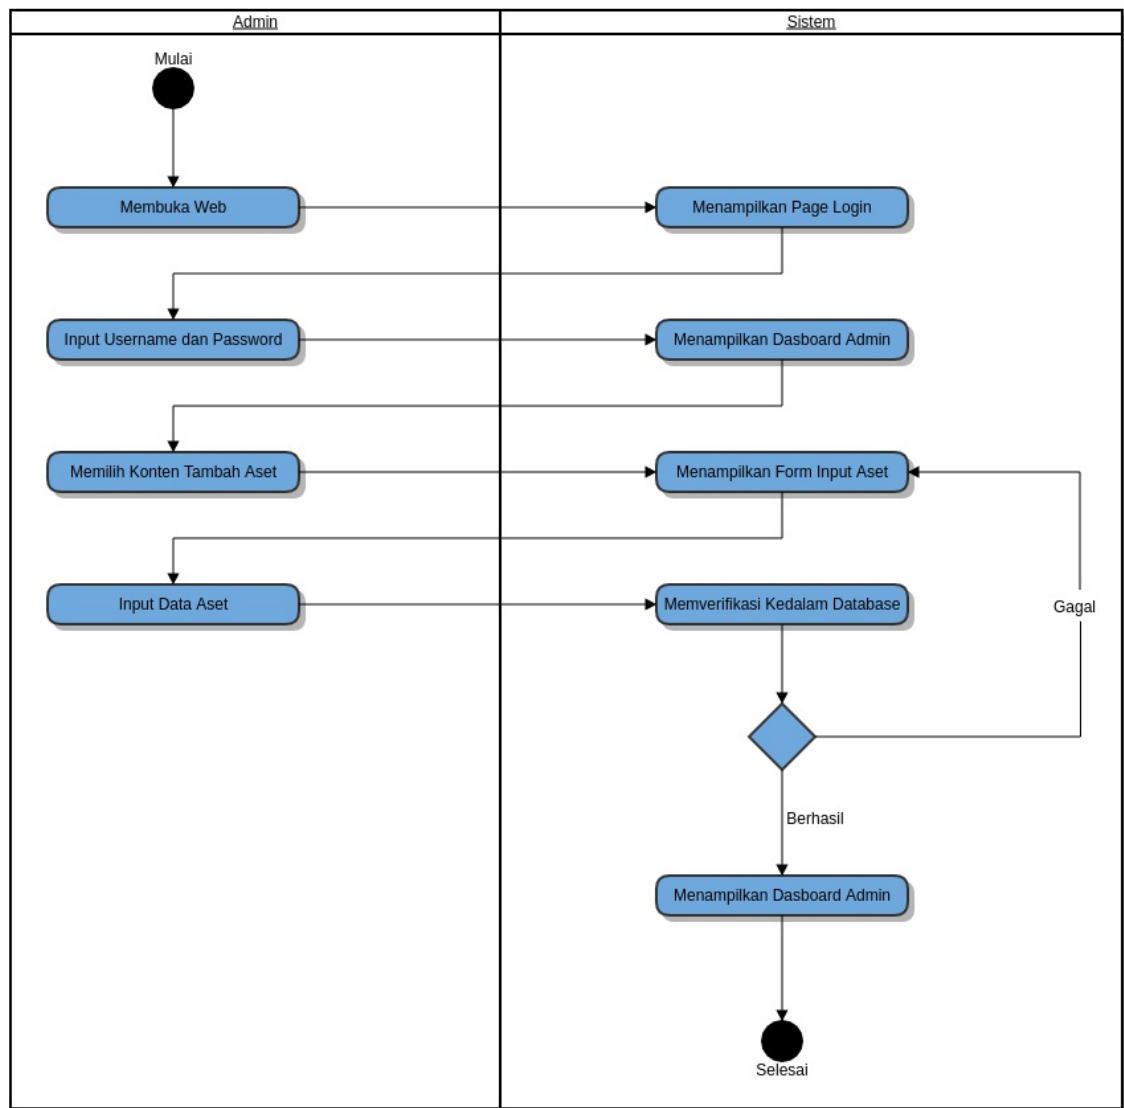 Admin
Sistem
Mulai
Membuka Web
Menampilkan Page Login
Input Username dan Password
Menampilkan Dasboard Admin
Memilih Konten Tambah Aset
Menampilkan Form Input Aset
Input Data Aset
Memverifikasi Kedalam Database
Gagal
Berhasil
Menampilkan Dasboard Admin
Selesai